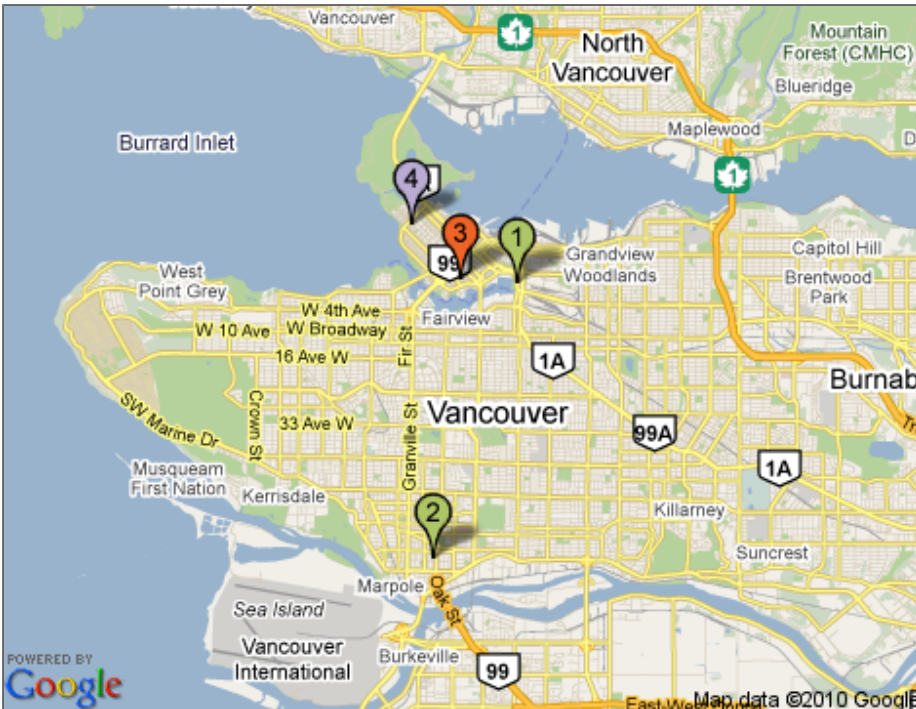 Vancouver
1
North
Vancouver
Mountain
Forest (CMHC)
Blueridge
Maplewood
Burrard Inlet
1
4
3
1
99
Grandview
Woodlands
Capitol Hill
Brentwood
Park
West
Point Grey
W 4th Ave
Fairview
W 10 Ave
W Broadway
16 Ave W
Fir St
1A
Burnab
SW Marine Dr
Crown St
33 Ave W
Granville St
Vancouver
99A
1A
Musqueam
First Nation
Kerrisdale
Killarney
2
Suncrest
Marpole
Oak St
Sea Island
Vancouver
International
Burkeville
99
POWERED BY
Google
Map data ©2010 Google